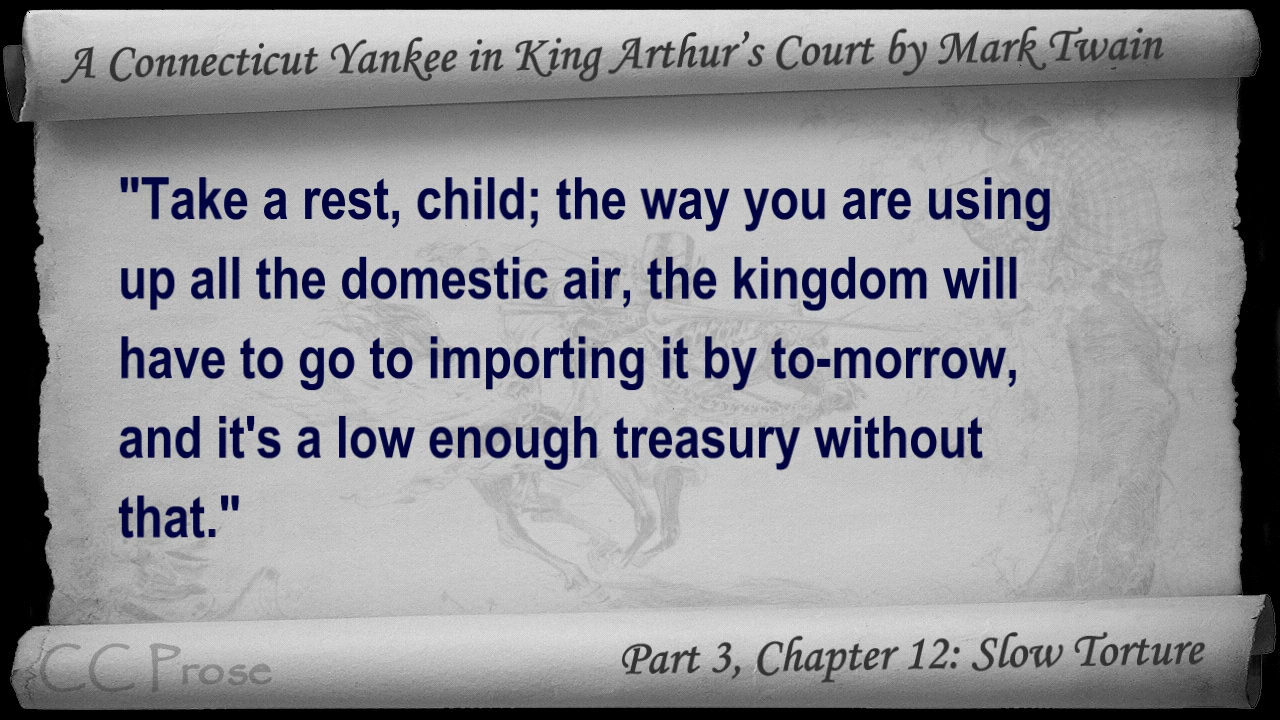 A Connecticut Yankee in King Arthur's Court by Mark Twain
"Take a rest, child; the way you are using
up all the domestic air, the kingdom will
have to go to importing it by to-morrow,
and it's a low enough treasury without
that."
CC Prose
Part 3, Chapter 12: Slow Torture